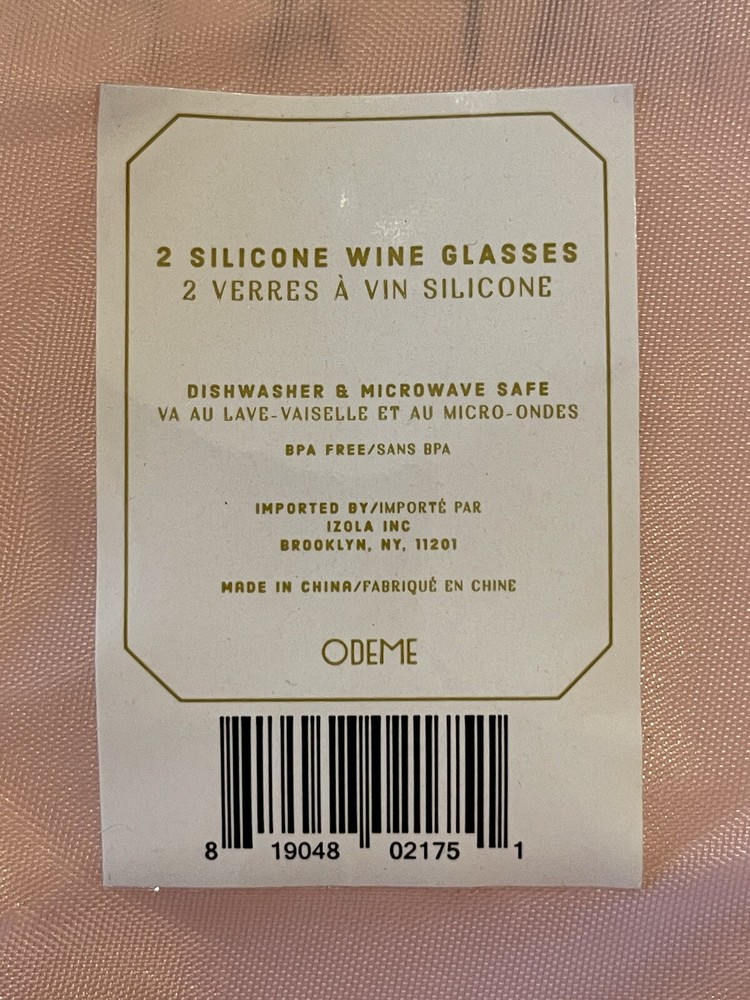 2 SILICONE WINE GLASSES
2 VERRES À VIN SILICONE
DISHWASHER & MICROWAVE SAFE
VA AU LAVE-VAISELLE ET AU MICRO-ONDES
BPA FREE/SANS BPA
IMPORTED BY/IMPORTÉ PAR
IZOLA INC
BROOKLYN, NY, 11201
MADE IN CHINA/FABRIQUÉ EN CHINE
ODEME
8 19048 02175 1